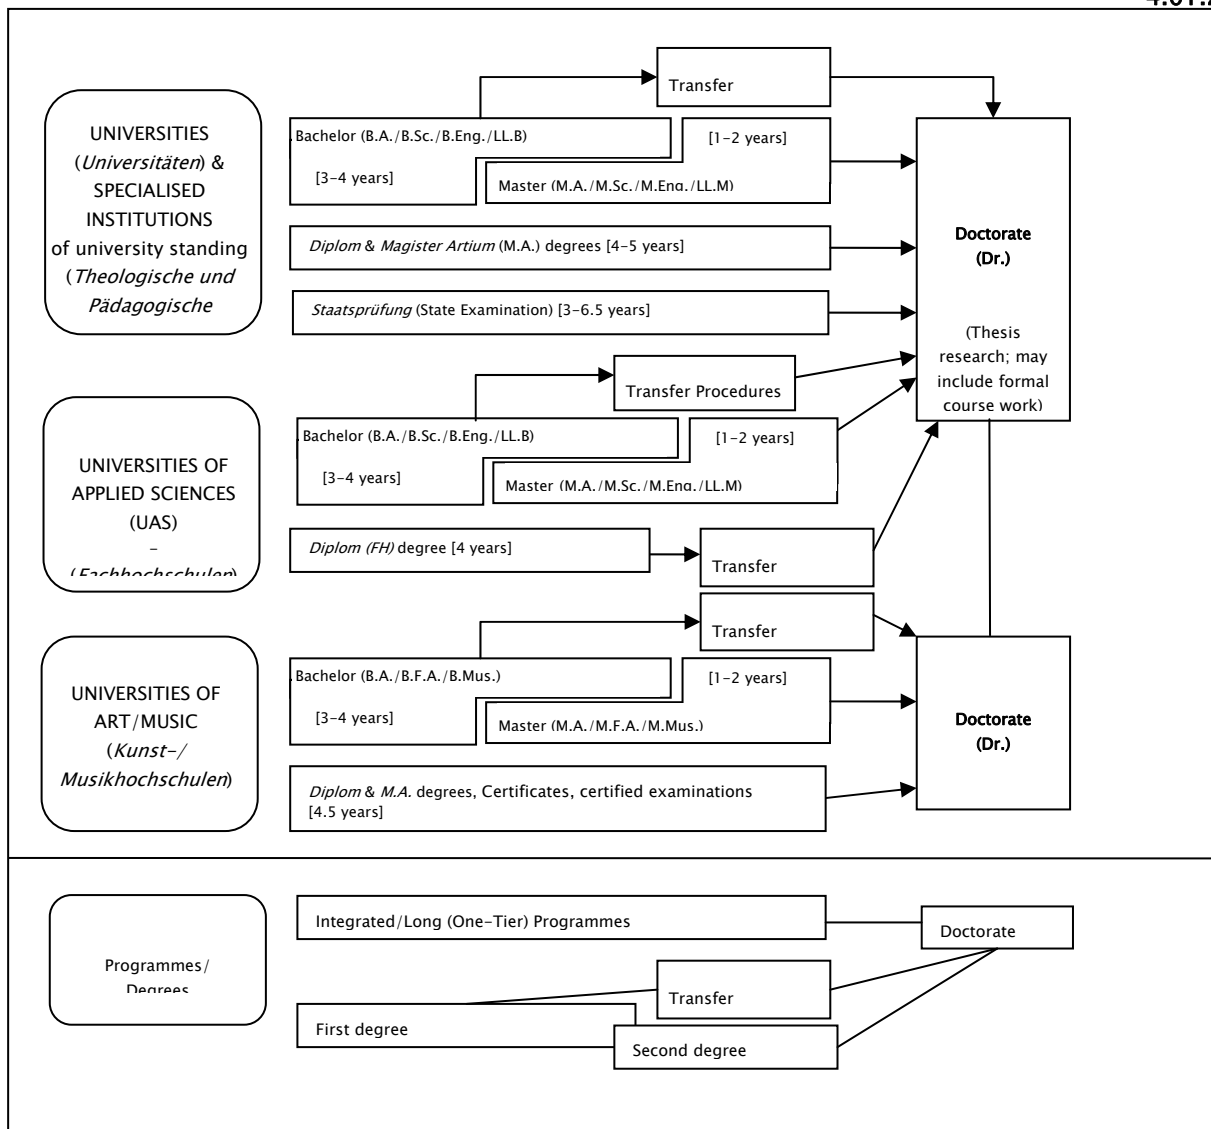 Transfer
UNIVERSITIES
(Universitäten) &
SPECIALISED
INSTITUTIONS
of university standing
(Theologische und
Pädagogische
Bachelor (B.A./B.Sc./B.Eng./LL.B)
[3-4 years]
[1-2 years]
Master (M.A./M.Sc./M.Eng./LL.M)
Diplom & Magister Artium (M.A.) degrees [4-5 years]
Staatsprüfung (State Examination) [3-6.5 years]
Doctorate
(Dr.)
(Thesis
research; may
include formal
course work)
UNIVERSITIES OF
APPLIED SCIENCES
(UAS)
-
(Fachhochschulen)
Transfer Procedures
Bachelor (B.A./B.Sc./B.Eng./LL.B)
[3-4 years]
[1-2 years]
Master (M.A./M.Sc./M.Eng./LL.M)
Diplom (FH) degree [4 years]
Transfer
UNIVERSITIES OF
ART/MUSIC
(Kunst-/
Musikhochschulen)
Transfer
Bachelor (B.A./B.F.A./B.Mus.)
[3-4 years]
[1-2 years]
Master (M.A./M.F.A./M.Mus.)
Diplom & M.A. degrees, Certificates, certified examinations
[4.5 years]
Doctorate
(Dr.)
Programmes/
Degrees
Integrated/Long (One-Tier) Programmes
Doctorate
Transfer
First degree
Second degree